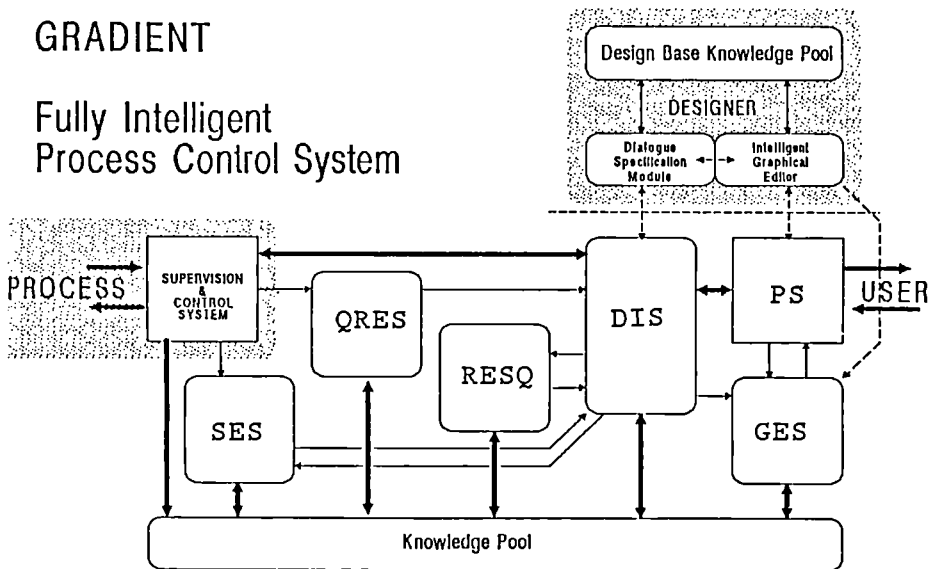 GRADIENT
Fully Intelligent
Process Control System
Design Base Knowledge Pool
DESIGNER
Dialogue
Specification
Module
Intelligent
Graphical
Editor
PROCESS
SUPERVISION
&
CONTROL
SYSTEM
QRES
RESQ
DIS
PS
USER
SES
GES
Knowledge Pool